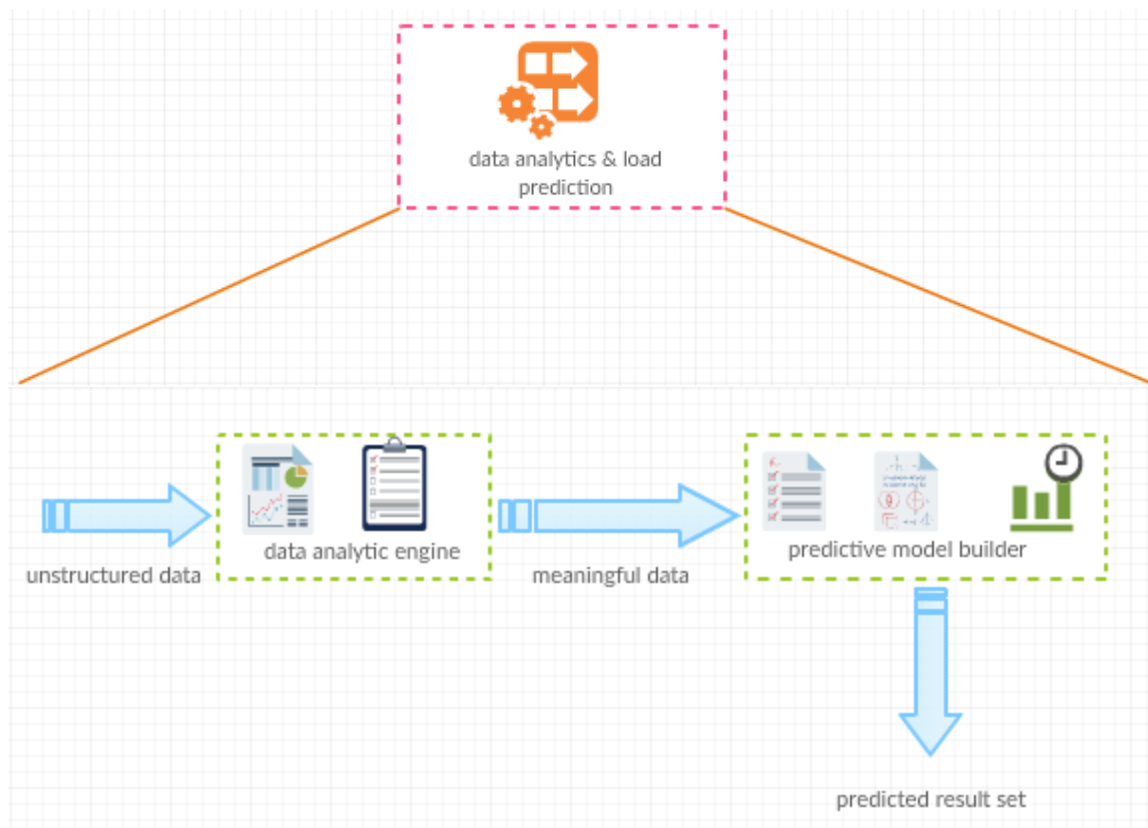 data analytics & load
prediction
data analytic engine
predictive model builder
unstructured data
meaningful data
predicted result set